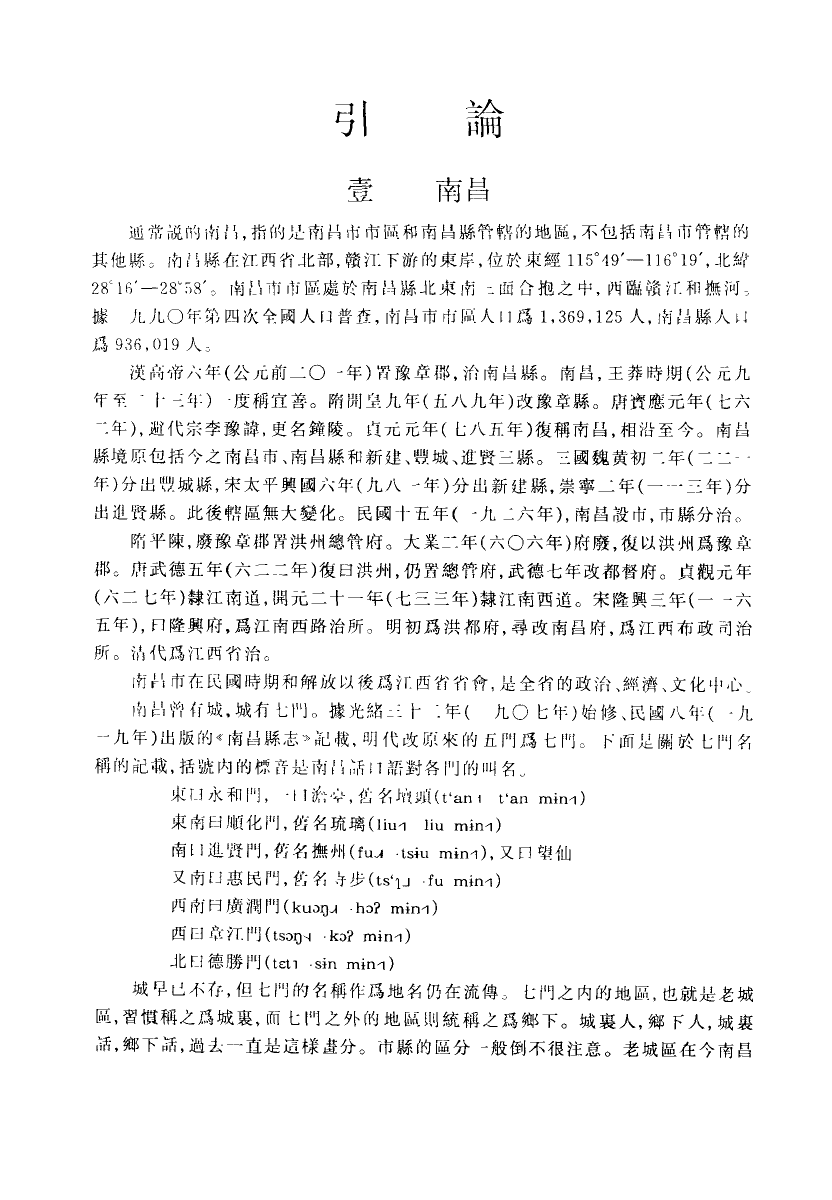 引論
壹　南昌
通常説的南昌,指的是南昌市市區和南昌縣管轄的地區,不包括南昌市管轄的
其他縣。南昌縣在江西省北部,贛江下游的東岸,位於東經 115°49′—116°19′,北緯
28°16′—28°58′。南昌市市區處於南昌縣北東南三面合抱之中,西臨贛江和撫河。
據一九九〇年第四次全國人口普查,南昌市市區人口爲 1,369,125 人,南昌縣人口
爲 936,019 人。
漢高帝六年(公元前二〇一年)置豫章郡,治南昌縣。南昌,王莽時期(公元九
年至二十三年)一度稱宜善。隋開皇九年(五八九年)改豫章縣。唐寶應元年(七六
二年),避代宗李豫諱,更名鐘陵。貞元元年(七八五年)復稱南昌,相沿至今。南昌
縣境原包括今之南昌市、南昌縣和新建、豐城、進賢三縣。三國魏黄初二年(二二一
年)分出豐城縣,宋太平興國六年(九八一年)分出新建縣,崇寧二年(一一〇三年)分
出進賢縣。此後轄區無大變化。民國十五年(一九二六年),南昌設市,市縣分治。
隋平陳,廢豫章郡置洪州總管府。大業二年(六〇六年)府廢,復以洪州爲豫章
郡。唐武德五年(六二二年)復曰洪州,仍置總管府,武德七年改都督府。貞觀元年
(六二七年)隸江南道,開元二十一年(七三三年)隸江南西道。宋隆興三年(一一六
五年),曰隆興府,爲江南西路治所。明初爲洪都府,尋改南昌府,爲江西布政司治
所。清代爲江西省治。
南昌市在民國時期和解放以後爲江西省省會,是全省的政治、經濟、文化中心。
南昌曾有城,城有七門。據光緒三十二年(一九〇七年)始修、民國八年(一九
一九年)出版的《南昌縣志》記載,明代改原來的五門爲七門。下面是關於七門名
稱的記載,括號内的標音是南昌話口語對各門的叫名。
東曰永和門,一曰澹臺,舊名壇頭(t‘an˧ t‘an mɨn˧)
東南曰順化門,舊名琉璃(liu˧ liu mɨn˧)
南曰進賢門,舊名撫州(fu ·tsɨu mɨn˧),又曰望仙
又南曰惠民門,舊名寺步(ts‘ɿ˩ ·fu mɨn˧)
西南曰廣潤門(kuɔŋ ·hɔʔ mɨn˧)
西曰章江門(tsɔŋ ·kɔʔ mɨn˧)
北曰德勝門(tɛt˥ ·sɨn mɨn˧)
城早已不存,但七門的名稱作爲地名仍在流傳。七門之内的地區,也就是老城
區,習慣稱之爲城裏,而七門之外的地區則統稱之爲鄉下。城裏人,鄉下人,城裏
話,鄉下話,過去一直是這樣畫分。市縣的區分一般倒不很注意。老城區在今南昌